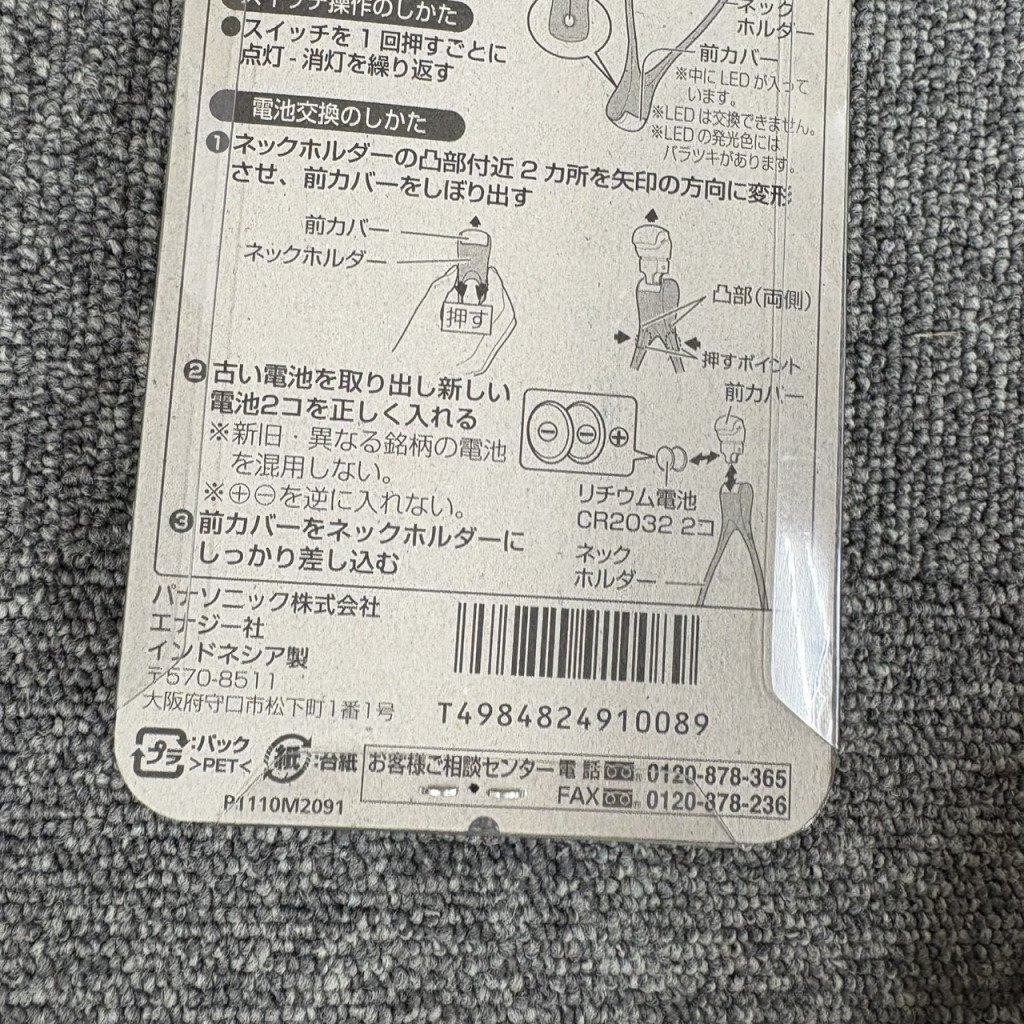 スイッチ操作のしかた
●スイッチを1回押すごとに
点灯-消灯を繰り返す
ネック
ホルダー
前カバー
※中にLEDが入って
います。
※LEDは交換できません。
※LEDの発光色には
バラツキがあります。
電池交換のしかた
❶ネックホルダーの凸部付近2カ所を矢印の方向に変形
させ、前カバーをしぼり出す
前カバー
ネックホルダー
押す
凸部(両側)
押すポイント
❷古い電池を取り出し新しい
電池2コを正しく入れる
※新旧・異なる銘柄の電池
を混用しない。
※⊕⊖を逆に入れない。
前カバー
リチウム電池
CR2032 2コ
ネック
ホルダー
❸前カバーをネックホルダーに
しっかり差し込む
パナソニック株式会社
エナジー社
インドネシア製
〒570-8511
大阪府守口市松下町1番1号
T4984824910089
プラ:パック
>PET<
紙:台紙
お客様ご相談センター 電話 0120-878-365
FAX 0120-878-236
P1110M2091